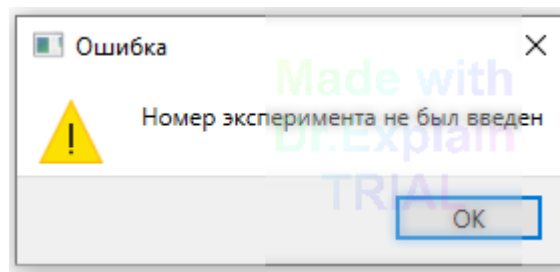 Ошибка
Made with
Номер эксперимента не был введен
Dr.Explain
TRIAL
OK